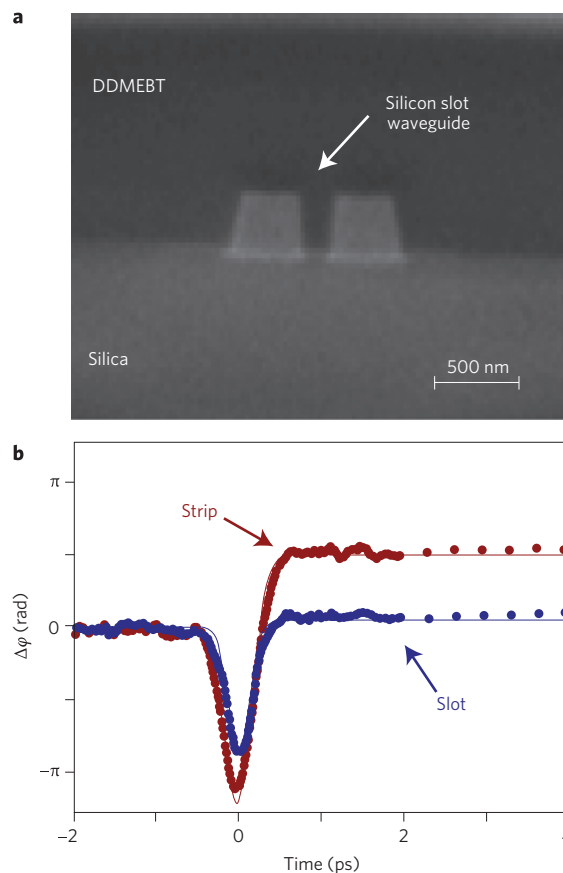 a
DDMEBT
Silicon slot
waveguide
Silica
500 nm
b
π
Strip
0
Δφ (rad)
Slot
−π
−2
0
2
Time (ps)